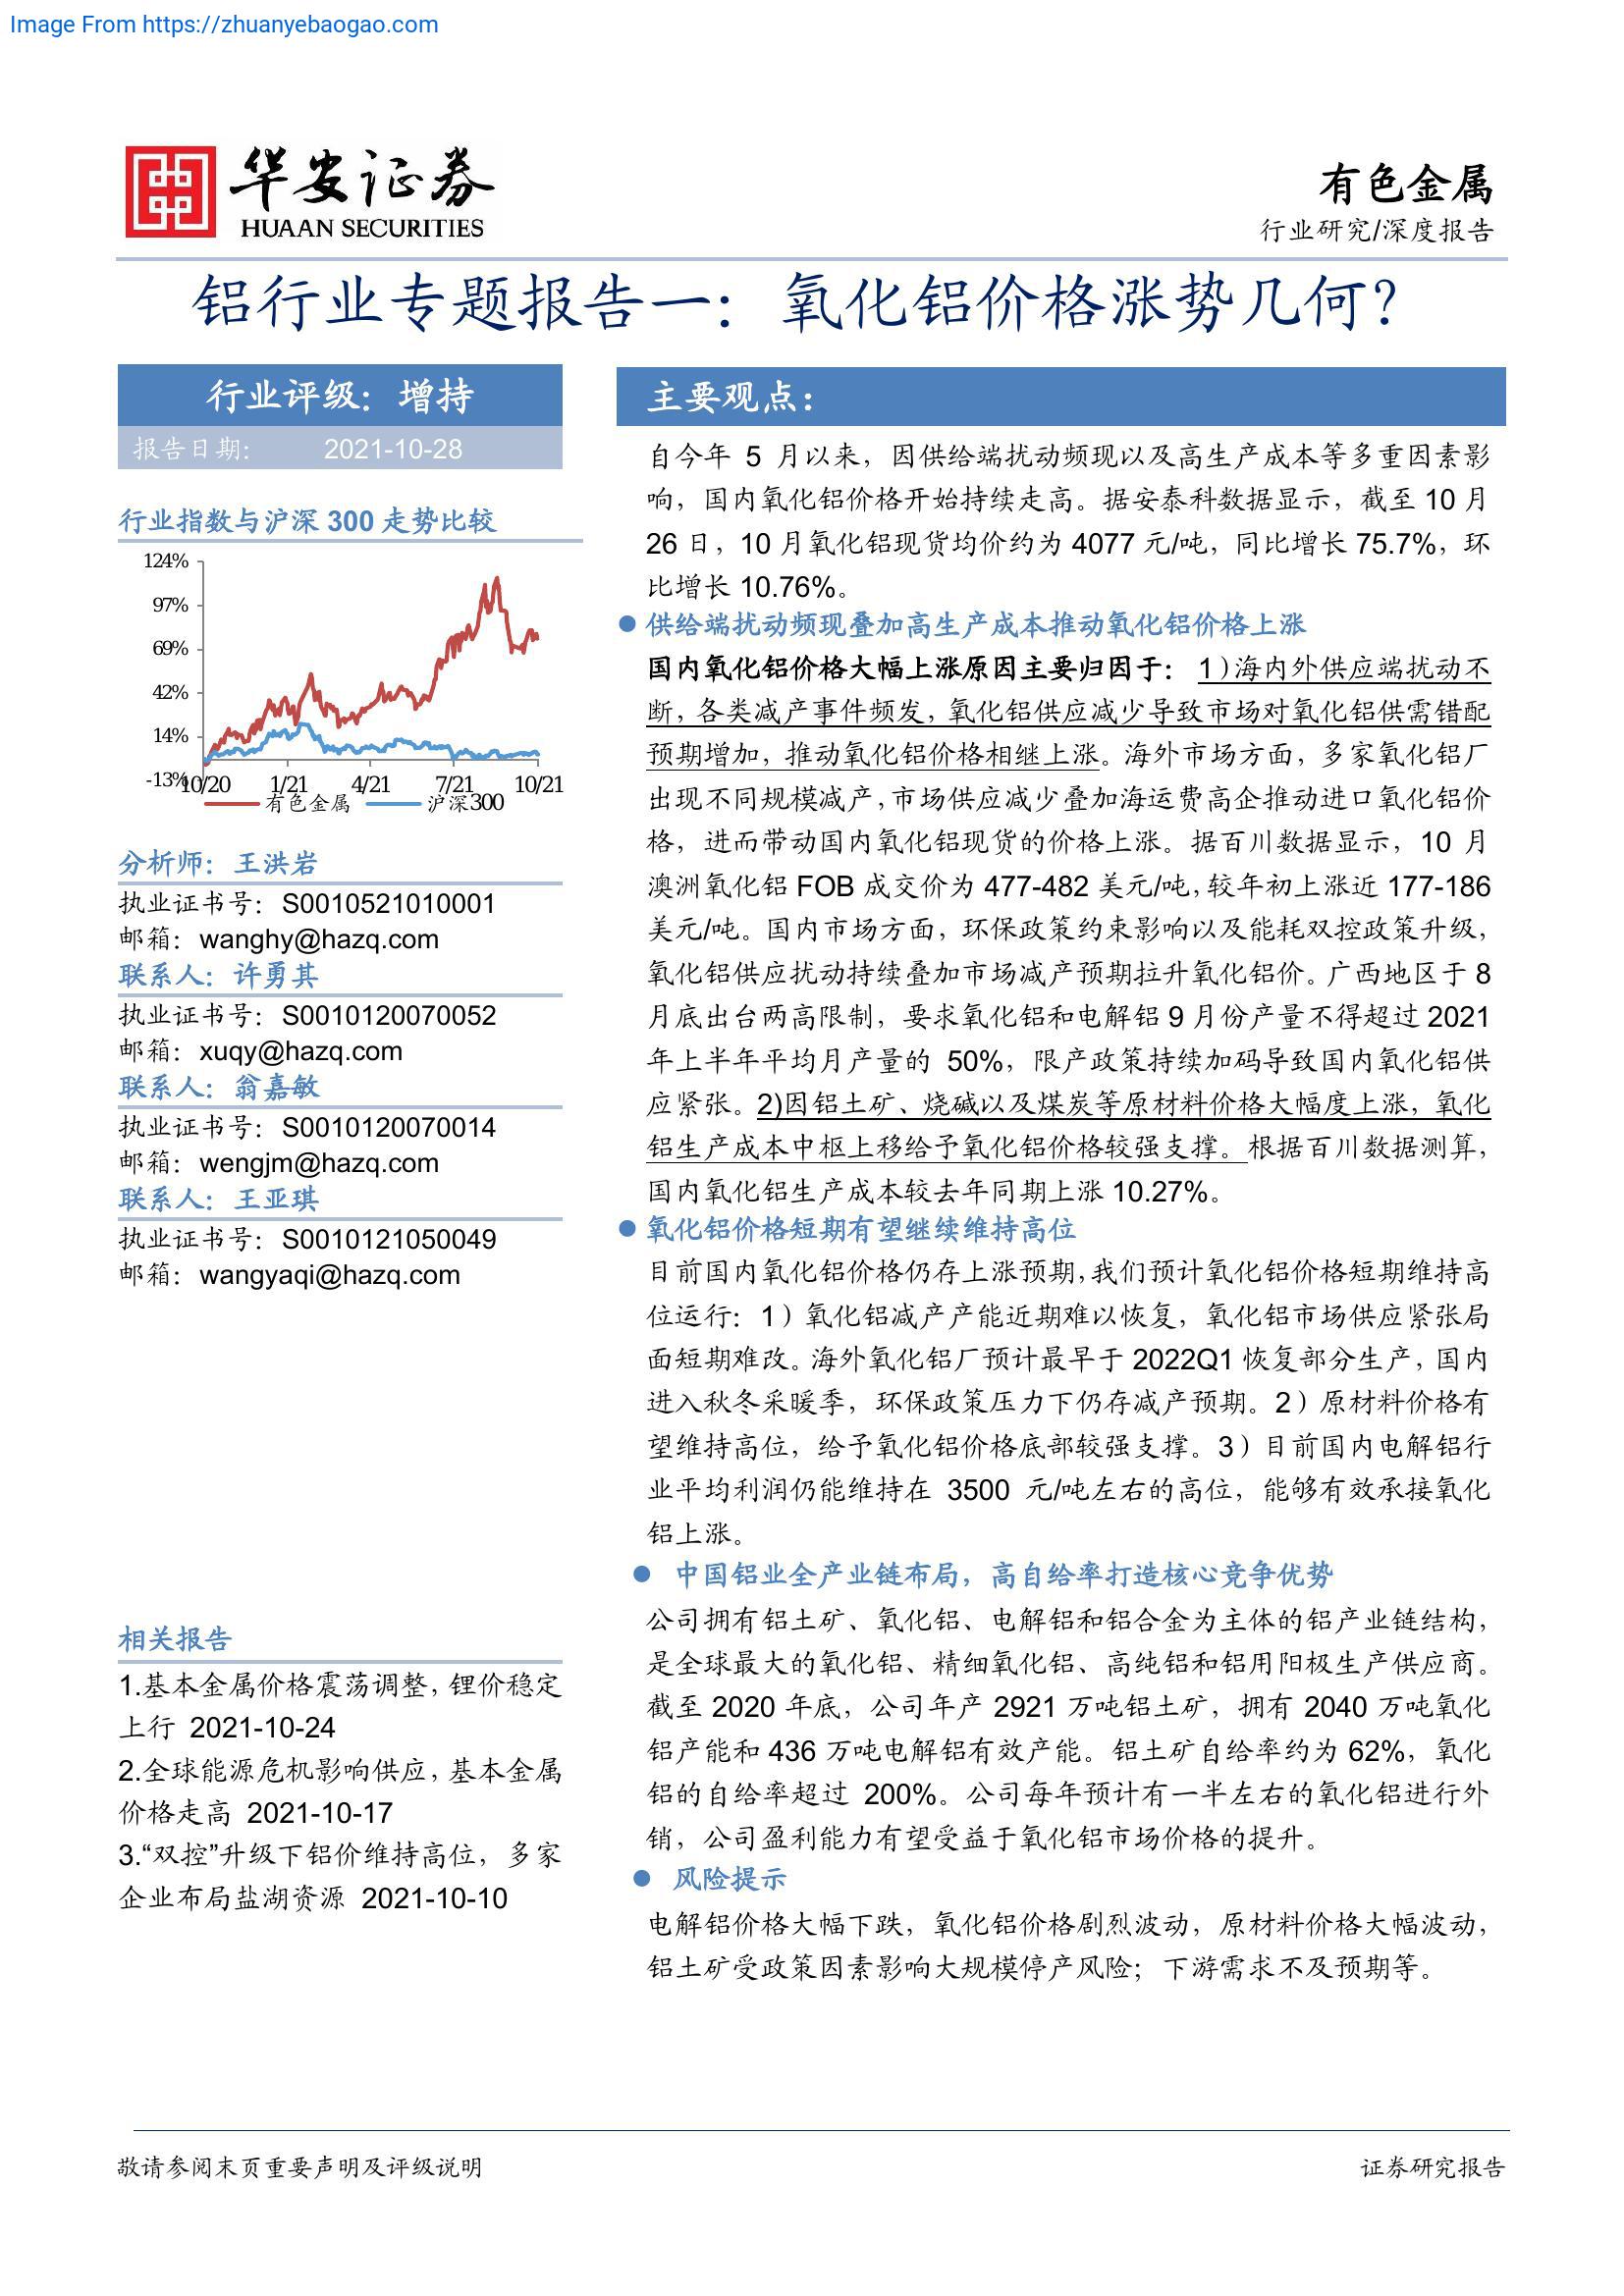 Image From https://zhuanyebaogao.com
华安证券
HUAAN SECURITIES
有色金属
行业研究/深度报告
铝行业专题报告一：氧化铝价格涨势几何？
行业评级：增持
报告日期： 2021-10-28
行业指数与沪深 300 走势比较
124%
97%
69%
42%
14%
-13%
10/20 1/21 4/21 7/21 10/21
有色金属 沪深300
分析师：王洪岩
执业证书号：S0010521010001
邮箱：wanghy@hazq.com
联系人：许勇其
执业证书号：S0010120070052
邮箱：xuqy@hazq.com
联系人：翁嘉敏
执业证书号：S0010120070014
邮箱：wengjm@hazq.com
联系人：王亚琪
执业证书号：S0010121050049
邮箱：wangyaqi@hazq.com
相关报告
1.基本金属价格震荡调整，锂价稳定
上行 2021-10-24
2.全球能源危机影响供应，基本金属
价格走高 2021-10-17
3.“双控”升级下铝价维持高位，多家
企业布局盐湖资源 2021-10-10
主要观点：
自今年 5 月以来，因供给端扰动频现以及高生产成本等多重因素影
响，国内氧化铝价格开始持续走高。据安泰科数据显示，截至 10 月
26 日，10 月氧化铝现货均价约为 4077 元/吨，同比增长 75.7%，环
比增长 10.76%。
● 供给端扰动频现叠加高生产成本推动氧化铝价格上涨
国内氧化铝价格大幅上涨原因主要归因于：1）海内外供应端扰动不
断，各类减产事件频发，氧化铝供应减少导致市场对氧化铝供需错配
预期增加，推动氧化铝价格相继上涨。海外市场方面，多家氧化铝厂
出现不同规模减产，市场供应减少叠加海运费高企推动进口氧化铝价
格，进而带动国内氧化铝现货的价格上涨。据百川数据显示，10 月
澳洲氧化铝 FOB 成交价为 477-482 美元/吨，较年初上涨近 177-186
美元/吨。国内市场方面，环保政策约束影响以及能耗双控政策升级，
氧化铝供应扰动持续叠加市场减产预期拉升氧化铝价。广西地区于 8
月底出台两高限制，要求氧化铝和电解铝 9 月份产量不得超过 2021
年上半年平均月产量的 50%，限产政策持续加码导致国内氧化铝供
应紧张。2)因铝土矿、烧碱以及煤炭等原材料价格大幅度上涨，氧化
铝生产成本中枢上移给予氧化铝价格较强支撑。根据百川数据测算，
国内氧化铝生产成本较去年同期上涨 10.27%。
● 氧化铝价格短期有望继续维持高位
目前国内氧化铝价格仍存上涨预期，我们预计氧化铝价格短期维持高
位运行：1）氧化铝减产产能近期难以恢复，氧化铝市场供应紧张局
面短期难改。海外氧化铝厂预计最早于 2022Q1 恢复部分生产，国内
进入秋冬采暖季，环保政策压力下仍存减产预期。2）原材料价格有
望维持高位，给予氧化铝价格底部较强支撑。3）目前国内电解铝行
业平均利润仍能维持在 3500 元/吨左右的高位，能够有效承接氧化
铝上涨。
● 中国铝业全产业链布局，高自给率打造核心竞争优势
公司拥有铝土矿、氧化铝、电解铝和铝合金为主体的铝产业链结构，
是全球最大的氧化铝、精细氧化铝、高纯铝和铝用阳极生产供应商。
截至 2020 年底，公司年产 2921 万吨铝土矿，拥有 2040 万吨氧化
铝产能和 436 万吨电解铝有效产能。铝土矿自给率约为 62%，氧化
铝的自给率超过 200%。公司每年预计有一半左右的氧化铝进行外
销，公司盈利能力有望受益于氧化铝市场价格的提升。
● 风险提示
电解铝价格大幅下跌，氧化铝价格剧烈波动，原材料价格大幅波动，
铝土矿受政策因素影响大规模停产风险；下游需求不及预期等。
敬请参阅末页重要声明及评级说明
证券研究报告